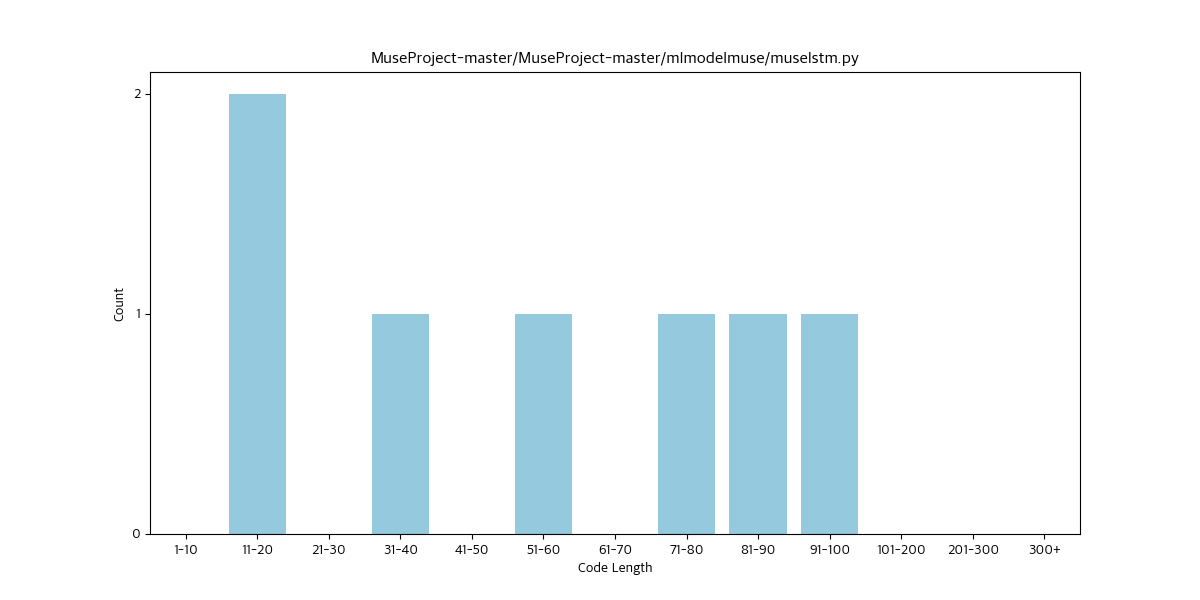 MuseProject-master/MuseProject-master/mlmodelmuse/muselstm.py
Count
2
1
0
1-10 11-20 21-30 31-40 41-50 51-60 61-70 71-80 81-90 91-100 101-200 201-300 300+
Code Length